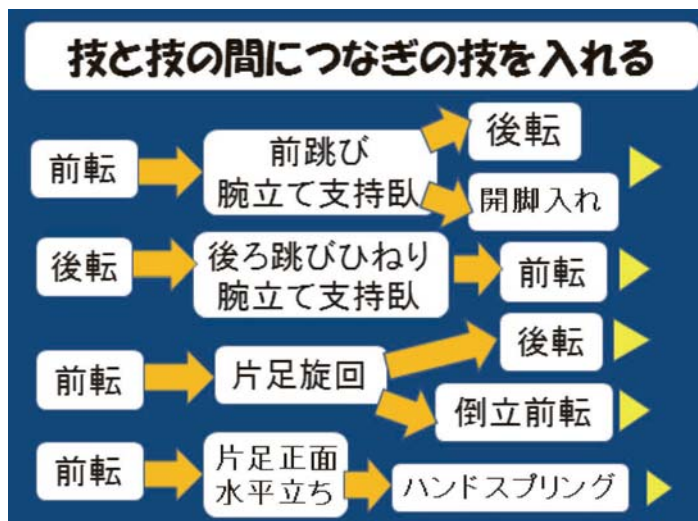 技と技の間につなぎの技を入れる
前転
前跳び
腕立て支持臥
後転
開脚入れ
後転
後ろ跳びひねり
腕立て支持臥
前転
前転
片足旋回
後転
倒立前転
前転
片足正面
水平立ち
ハンドスプリング